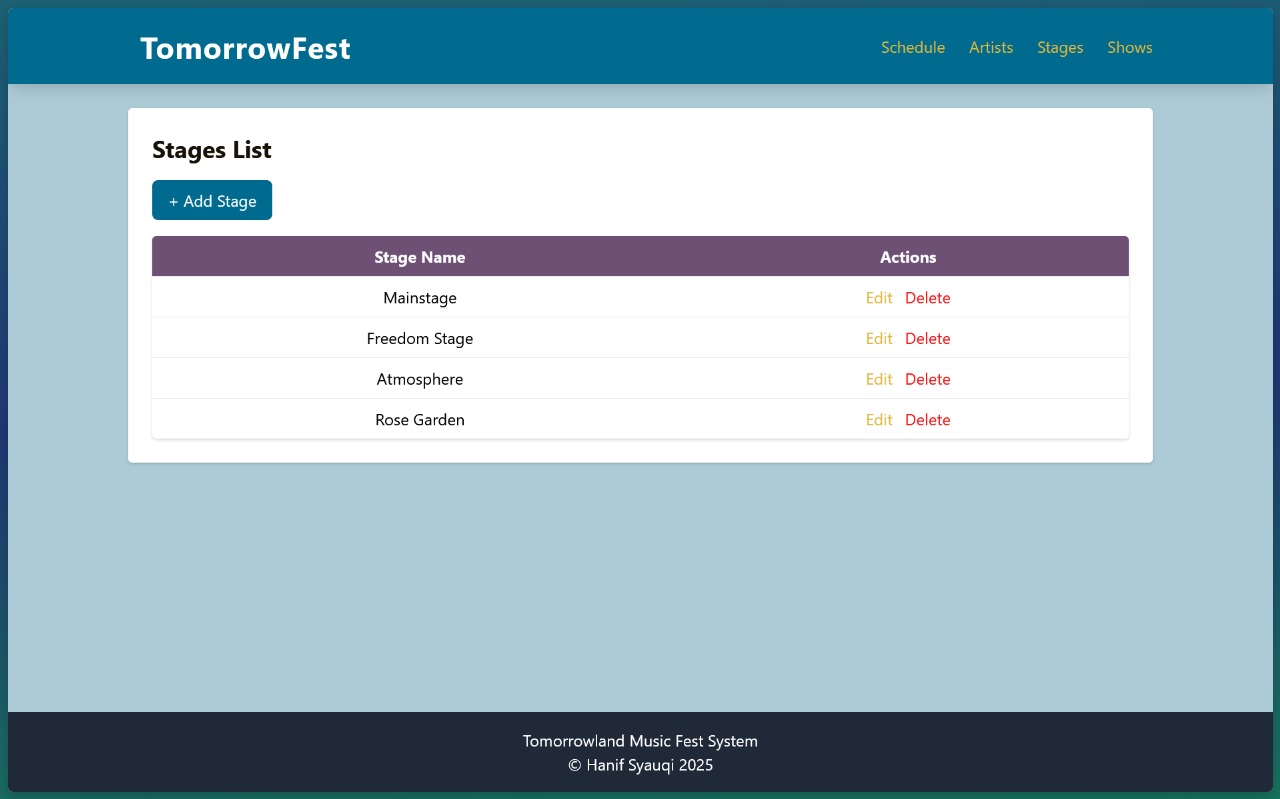 TomorrowFest
Schedule Artists Stages Shows
Stages List
+ Add Stage
Stage Name Actions
Mainstage Edit Delete
Freedom Stage Edit Delete
Atmosphere Edit Delete
Rose Garden Edit Delete
Tomorrowland Music Fest System
© Hanif Syauqi 2025